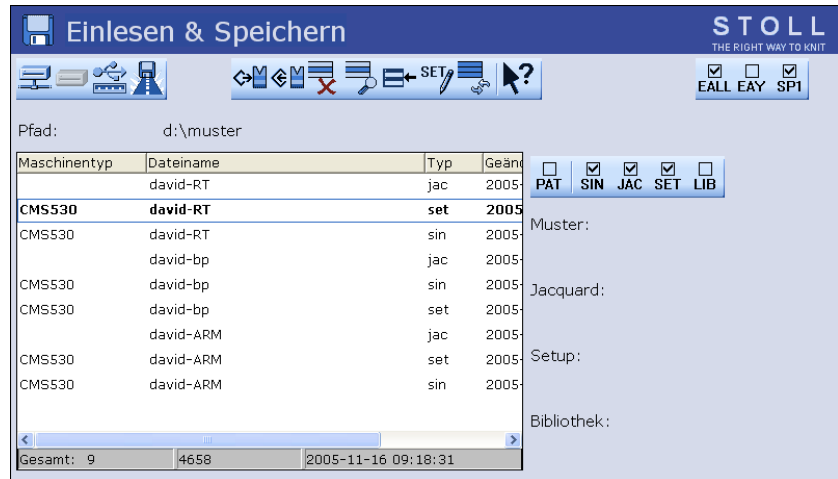 Einlesen & Speichern
STOLL
THE RIGHT WAY TO KNIT
SET
?
EALL EAY SP1
Pfad: d:\muster
Maschinentyp Dateiname Typ Geänd
david-RT jac 2005-
CMS530 david-RT set 2005
CMS530 david-RT sin 2005-
david-bp jac 2005-
CMS530 david-bp sin 2005-
CMS530 david-bp set 2005-
david-ARM jac 2005-
CMS530 david-ARM set 2005-
CMS530 david-ARM sin 2005-
Gesamt: 9 4658 2005-11-16 09:18:31
PAT SIN JAC SET LIB
Muster:
Jacquard:
Setup:
Bibliothek: